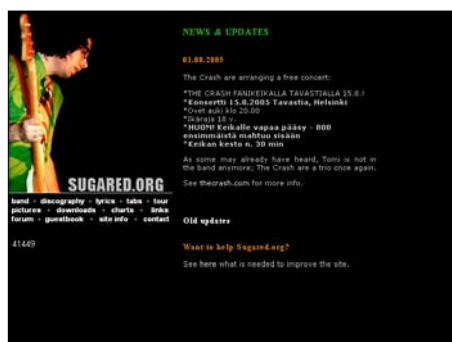 NEWS & UPDATES
03.08.2005
The Crash are arranging a free concert:
*THE CRASH FANIKEIKALLA TAVASTIALLA 15.8.!
*Konsertti 15.8.2005 Tavastia, Helsinki
*Ovet auki klo 20.00
*Ikäraja 18 v.
*HUOM! Keikalle vapaa pääsy - 800
ensimmäistä mahtuu sisään
*Keikan kesto n. 30 min
As some may already have heard, Tomi is not in
the band anymore; The Crash are a trio once again.
See thecrash.com for more info.
SUGARED.ORG
band + discography + lyrics + tabs + tour
pictures + downloads + charts + links
forum + guestbook + site info + contact
41449
Old updates
Want to help Sugared.org?
See here what is needed to improve the site.